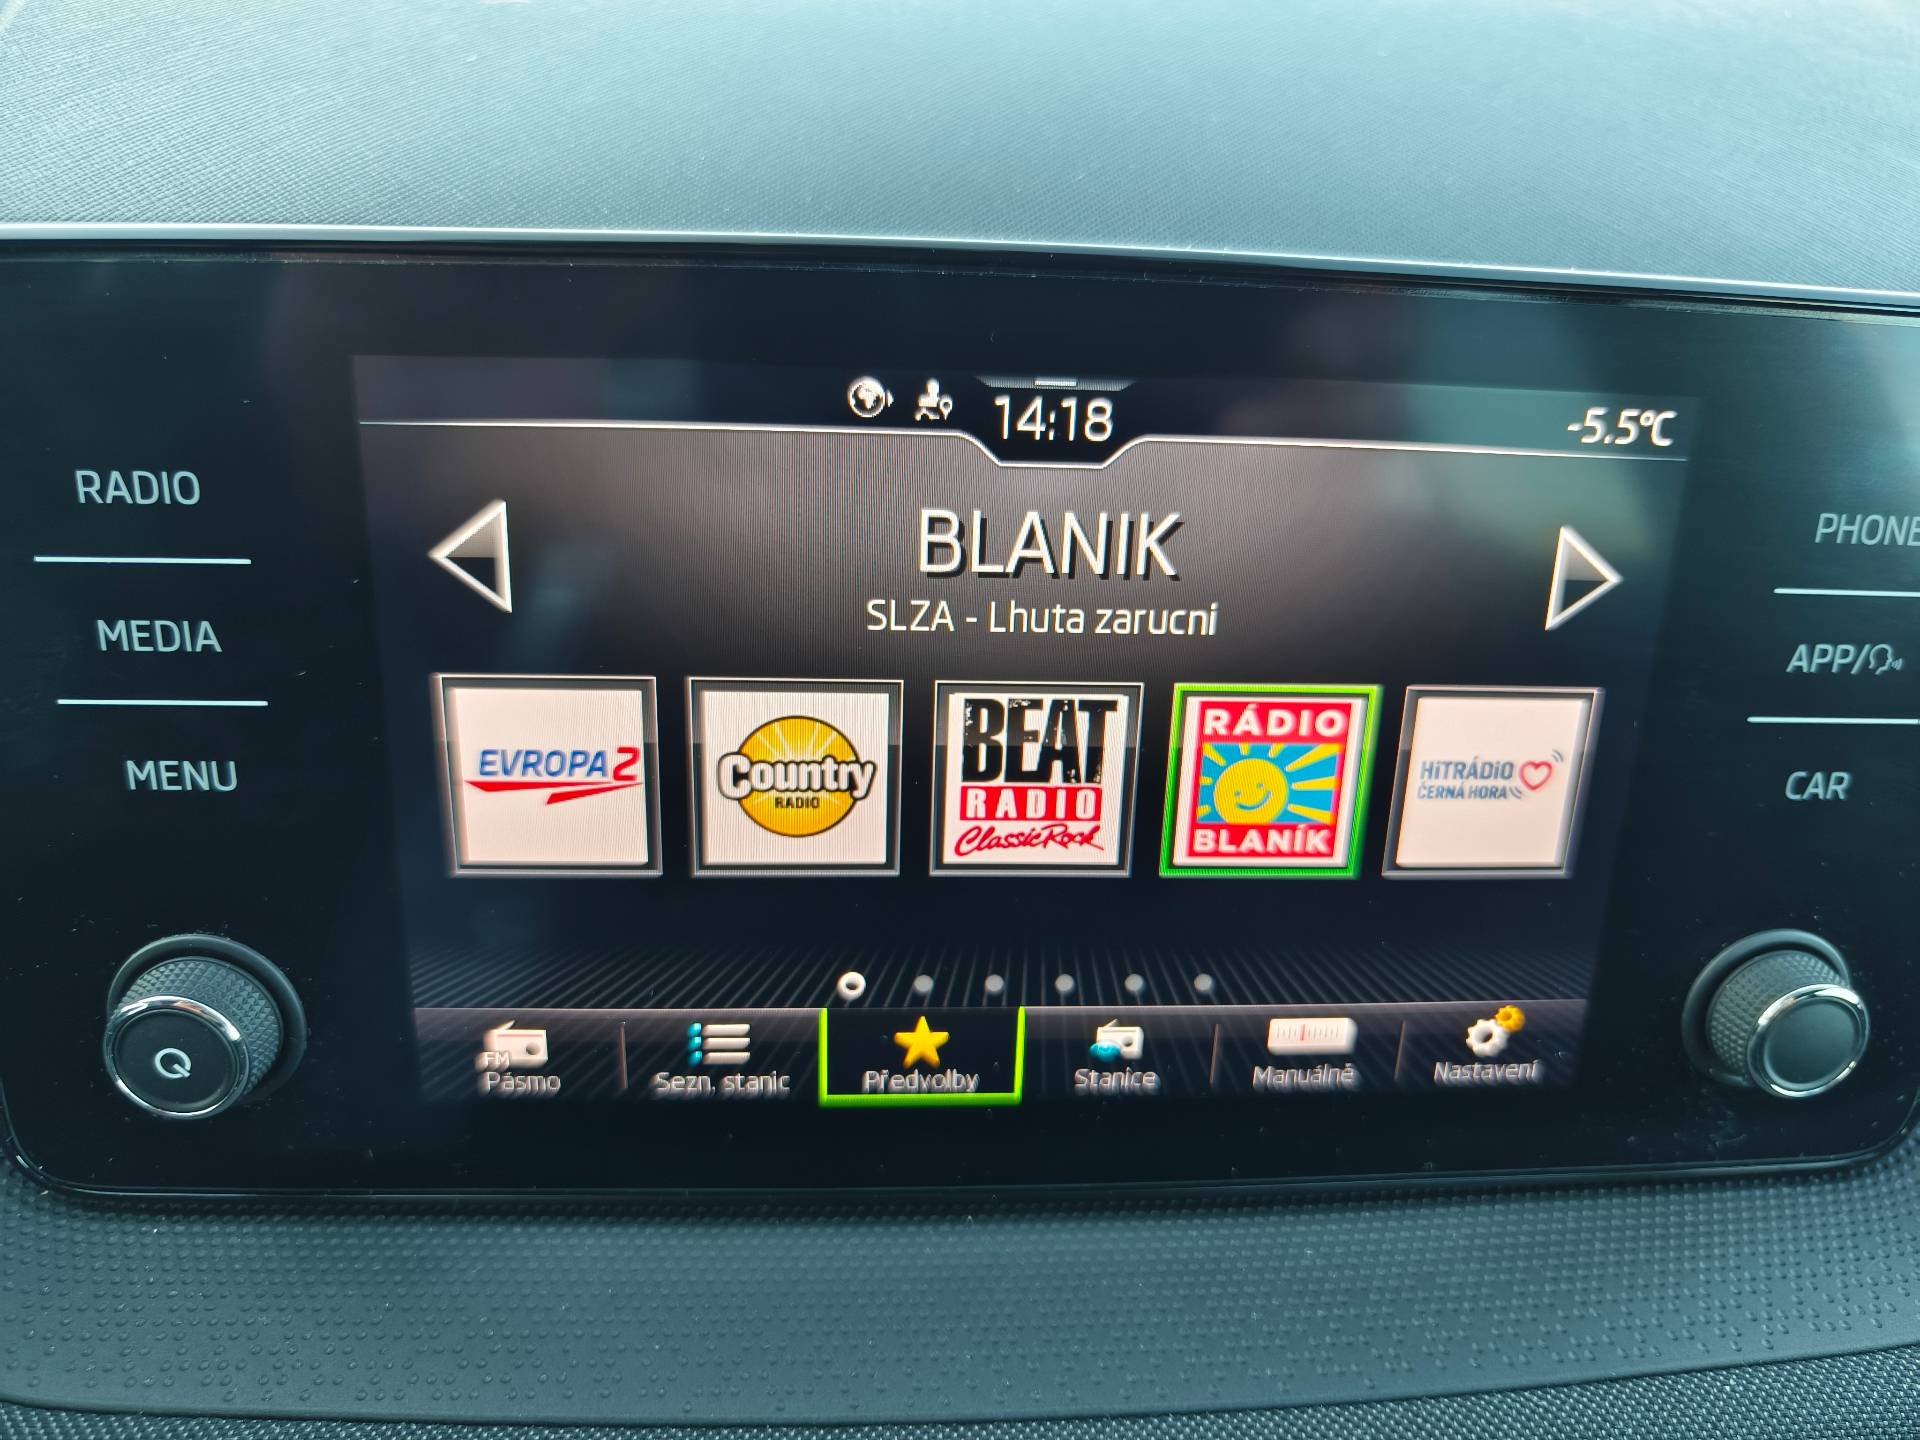 14:18
-5.5°C
RADIO
MEDIA
MENU
BLANIK
SLZA - Lhuta zarucni
EVROPA 2
Country
RADIO
BEAT
RADIO
Classic Rock
RÁDIO
BLANÍK
HITRÁDIO
ČERNÁ HORA
PHONE
APP/
CAR
FM
Pásmo
Sezn. stanic
Předvolby
Stanice
Manuálně
Nastavení